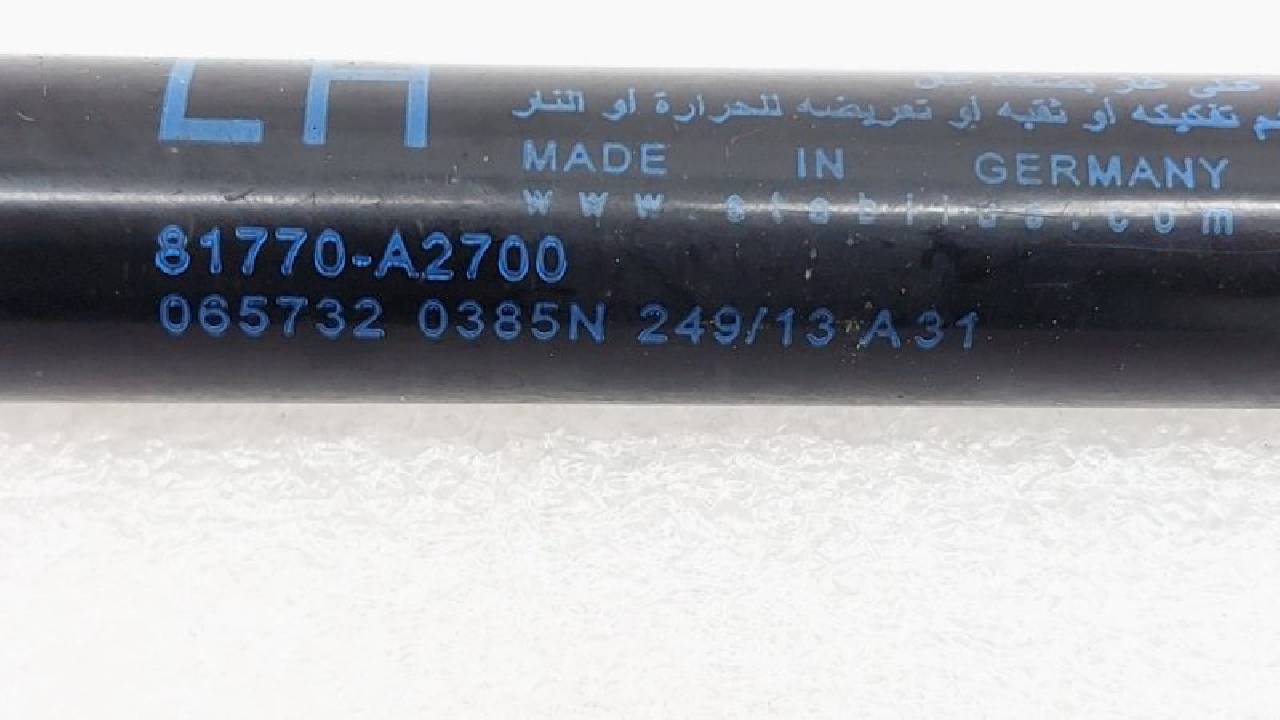 LH
تفكيكه أو ثقبه أو تعريضه للحرارة أو النار
MADE IN GERMANY
www.stabilus.com
81770-A2700
065732 0385N 249/13 A31